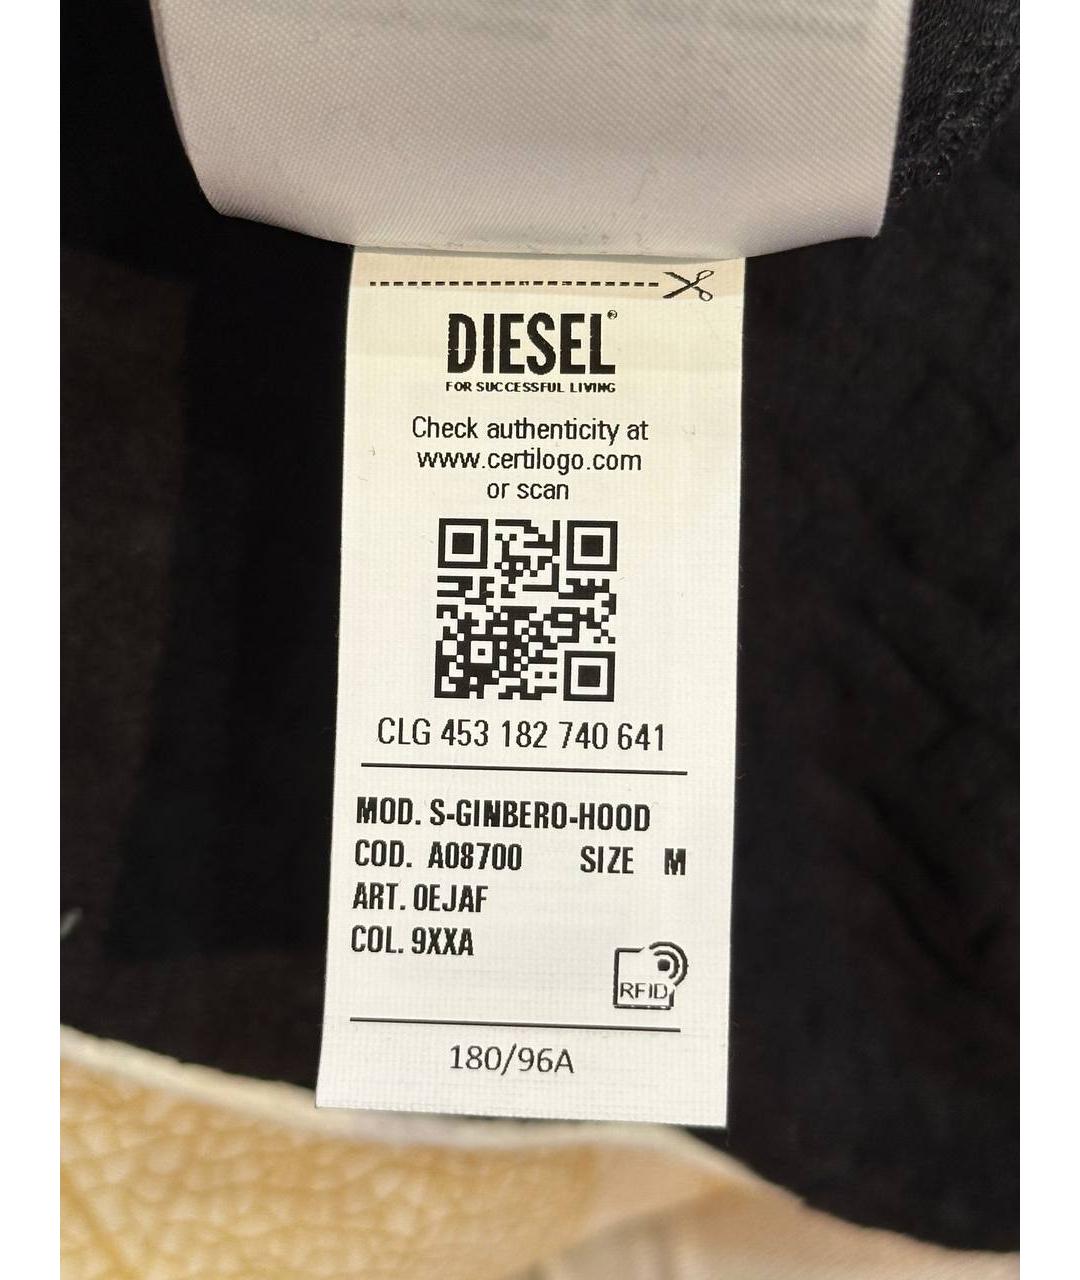 DIESEL®
FOR SUCCESSFUL LIVING
Check authenticity at
www.certilogo.com
or scan
CLG 453 182 740 641
MOD. S-GINBERO-HOOD
COD. A08700 SIZE M
ART. 0EJAF
COL. 9XXA
RFID
180/96A